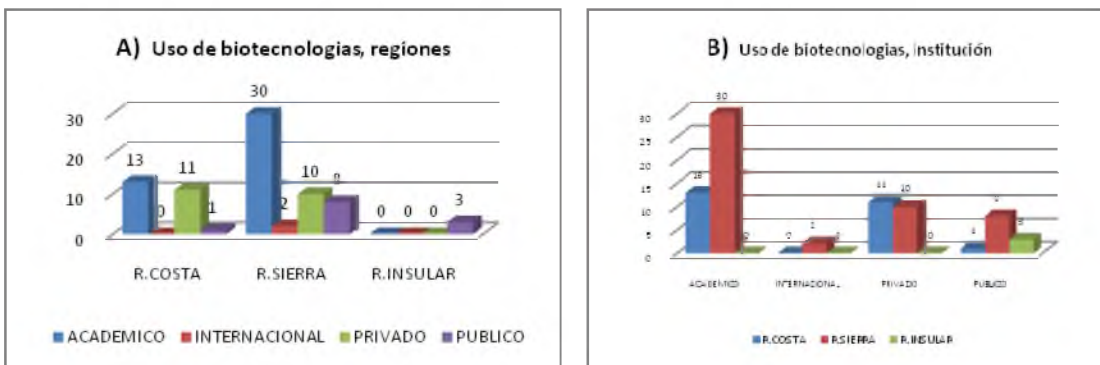 A) Uso de biotecnologias, regiones
30
30
20
13
11
10
10
8
0
1
2
0
0
0
3
0
R.COSTA
R.SIERRA
R.INSULAR
ACADEMICO
INTERNACIONAL
PRIVADO
PUBLICO
B) Uso de biotecnologias, institución
30
30
25
20
15
10
10
5
0
0
0
ACADEMICO
INTERNACIONAL
PRIVADO
PUBLICO
R.COSTA
R.SIERRA
R.INSULAR